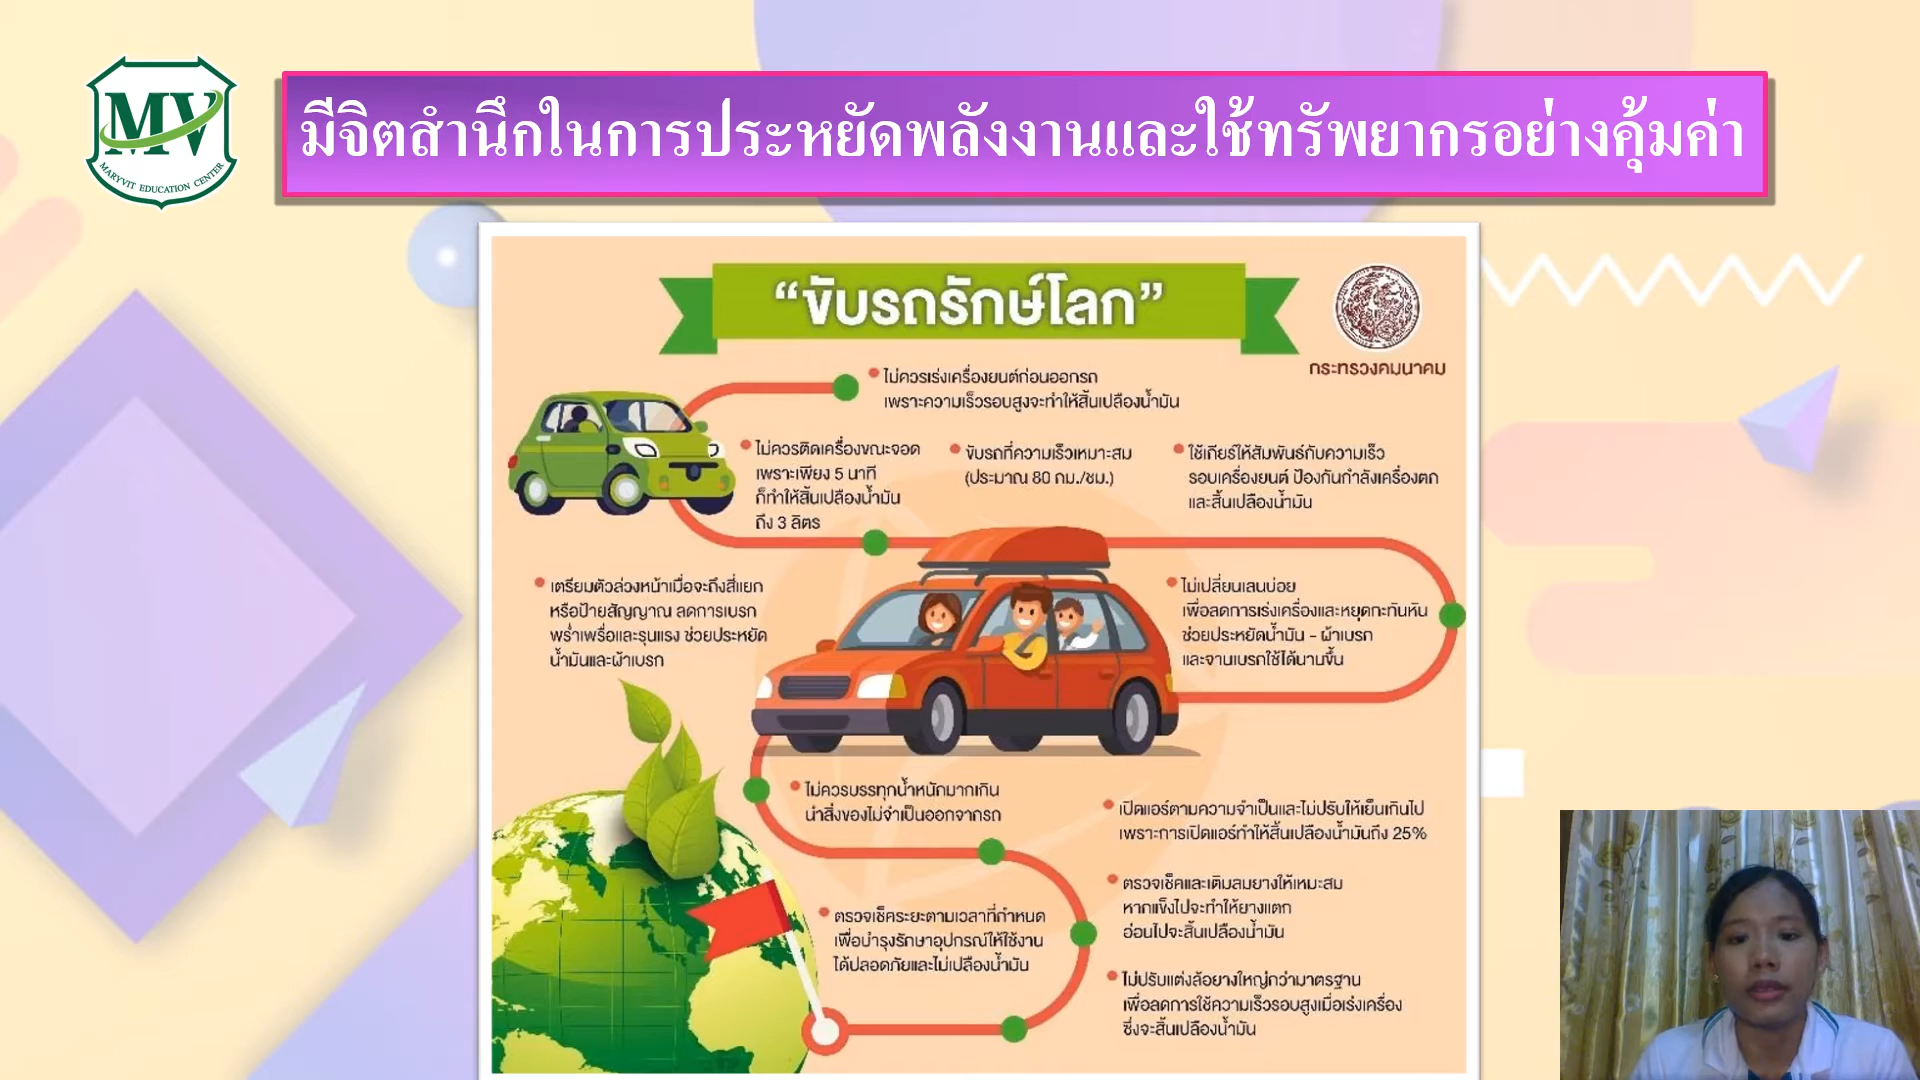 MV
MARYVIT EDUCATION CENTER
มีจิตสำนึกในการประหยัดพลังงานและใช้ทรัพยากรอย่างคุ้มค่า
“ขับรถรักษ์โลก”
กระทรวงคมนาคม
ไม่ควรเร่งเครื่องยนต์ก่อนออกรถ
เพราะความเร็วรอบสูงจะทำให้สิ้นเปลืองน้ำมัน
ไม่ควรติดเครื่องขณะจอด
เพราะเพียง 5 นาที
ก็ทำให้สิ้นเปลืองน้ำมัน
ถึง 3 ลิตร
ขับรถที่ความเร็วเหมาะสม
(ประมาณ 80 กม./ชม.)
ใช้เกียร์ให้สัมพันธ์กับความเร็ว
รอบเครื่องยนต์ ป้องกันกำลังเครื่องตก
และสิ้นเปลืองน้ำมัน
เตรียมตัวล่วงหน้าเมื่อจะถึงสี่แยก
หรือป้ายสัญญาณ ลดการเบรก
พร่ำเพรื่อและรุนแรง ช่วยประหยัด
น้ำมันและผ้าเบรก
ไม่เปลี่ยนเลนบ่อย
เพื่อลดการเร่งเครื่องและหยุดกะทันหัน
ช่วยประหยัดน้ำมัน - ผ้าเบรก
และจานเบรกใช้ได้นานขึ้น
ไม่ควรบรรทุกน้ำหนักมากเกิน
นำสิ่งของไม่จำเป็นออกจากรถ
เปิดแอร์ตามความจำเป็นและไม่ปรับให้เย็นเกินไป
เพราะการเปิดแอร์ทำให้สิ้นเปลืองน้ำมันถึง 25%
ตรวจเช็คและเติมลมยางให้เหมะสม
หากแข็งไปจะทำให้ยางแตก
อ่อนไปจะสิ้นเปลืองน้ำมัน
ตรวจเช็คระยะตามเวลาที่กำหนด
เพื่อบำรุงรักษาอุปกรณ์ให้ใช้งาน
ได้ปลอดภัยและไม่เปลืองน้ำมัน
ไม่ปรับแต่งล้อยางใหญ่กว่ามาตรฐาน
เพื่อลดการใช้ความเร็วรอบสูงเมื่อเร่งเครื่อง
ซึ่งจะสิ้นเปลืองน้ำมัน